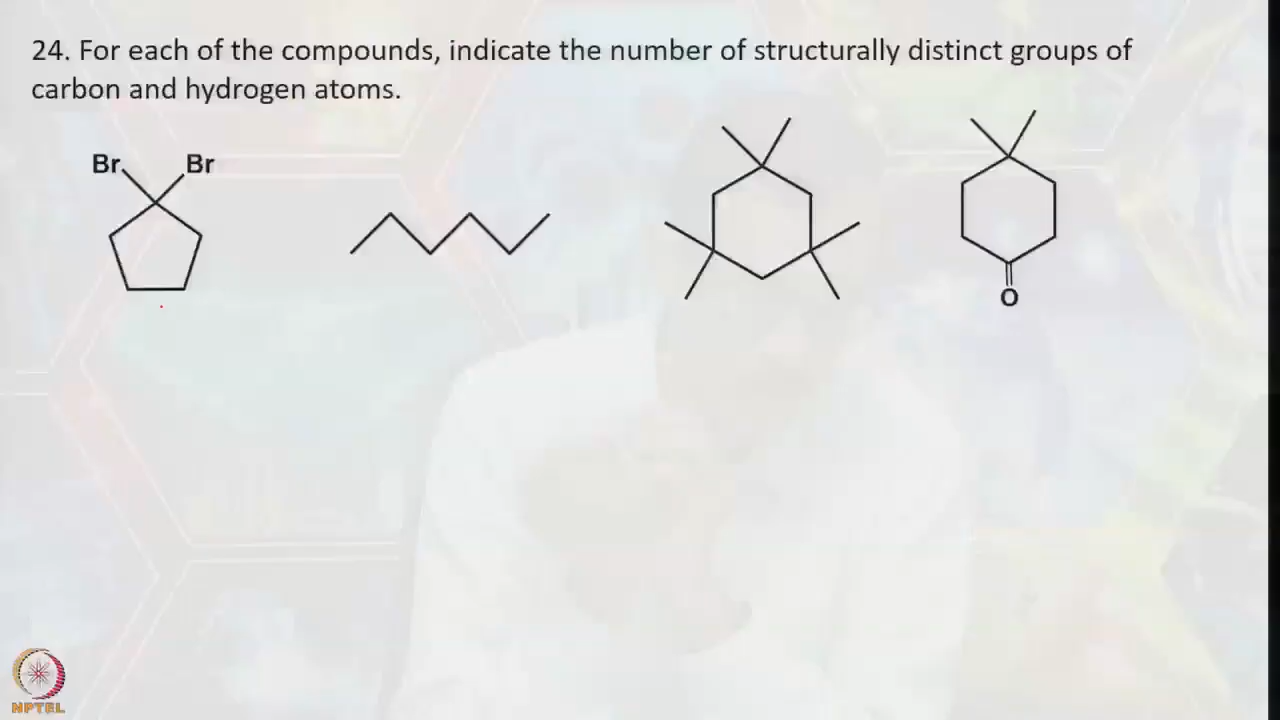 24. For each of the compounds, indicate the number of structurally distinct groups of
carbon and hydrogen atoms.
Br Br
O
NPTEL